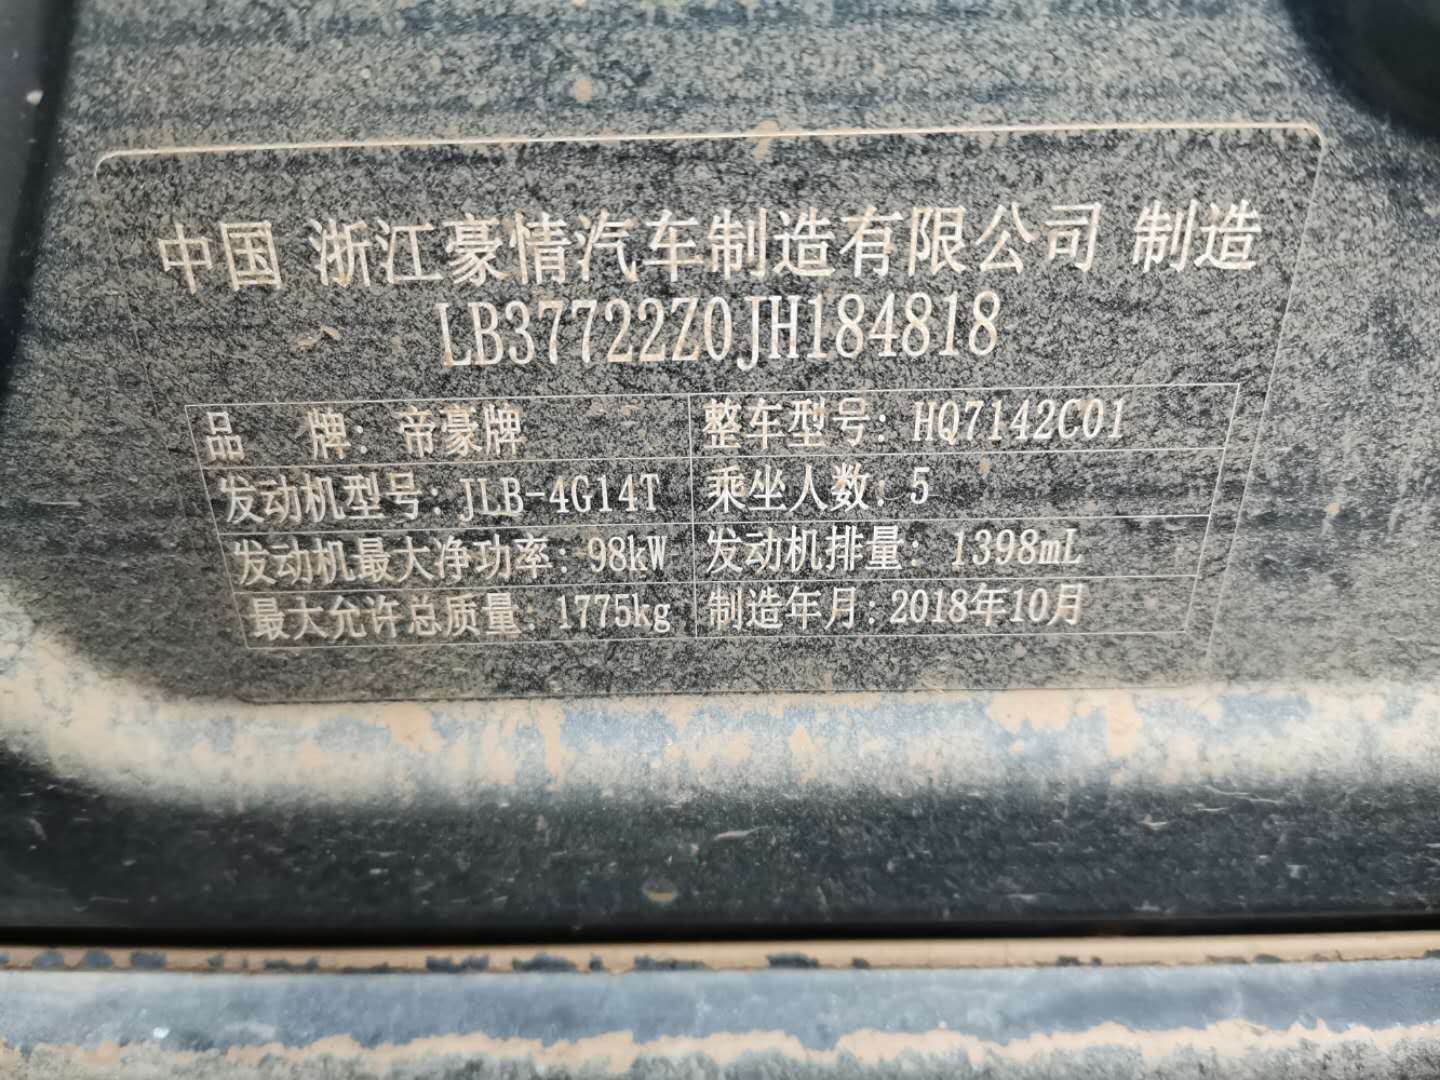 中国 浙江豪情汽车制造有限公司 制造
LB37722Z0JH184818
品 牌: 帝豪牌 整车型号: HQ7142C01
发动机型号: JLB-4G14T 乘坐人数: 5
发动机最大净功率: 98kW 发动机排量: 1398mL
最大允许总质量: 1775kg 制造年月: 2018年10月